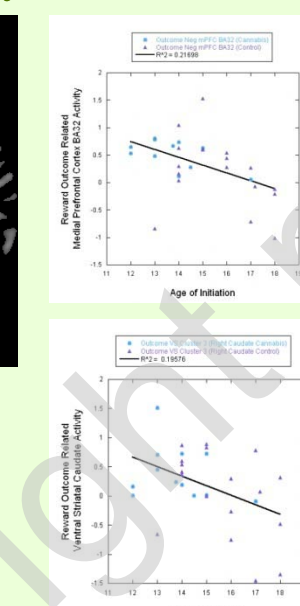 Outcome Neg mPFC BA32 (Cannabis)
Outcome Neg mPFC BA32 (Control)
R^2 = 0.21698
Reward Outcome Related
Medial Prefrontal Cortex BA32 Activity
2
1.5
1
0.5
0
-0.5
-1
-1.5
11 12 13 14 15 16 17 18
Age of Initiation
Outcome VS Cluster 3 (Right Caudate Cannabis)
Outcome VS Cluster 3 (Right Caudate Control)
R^2 = 0.19576
Reward Outcome Related
Ventral Striatal Caudate Activity
2
1.5
1
0.5
0
-0.5
-1
-1.5
11 12 13 14 15 16 17 18